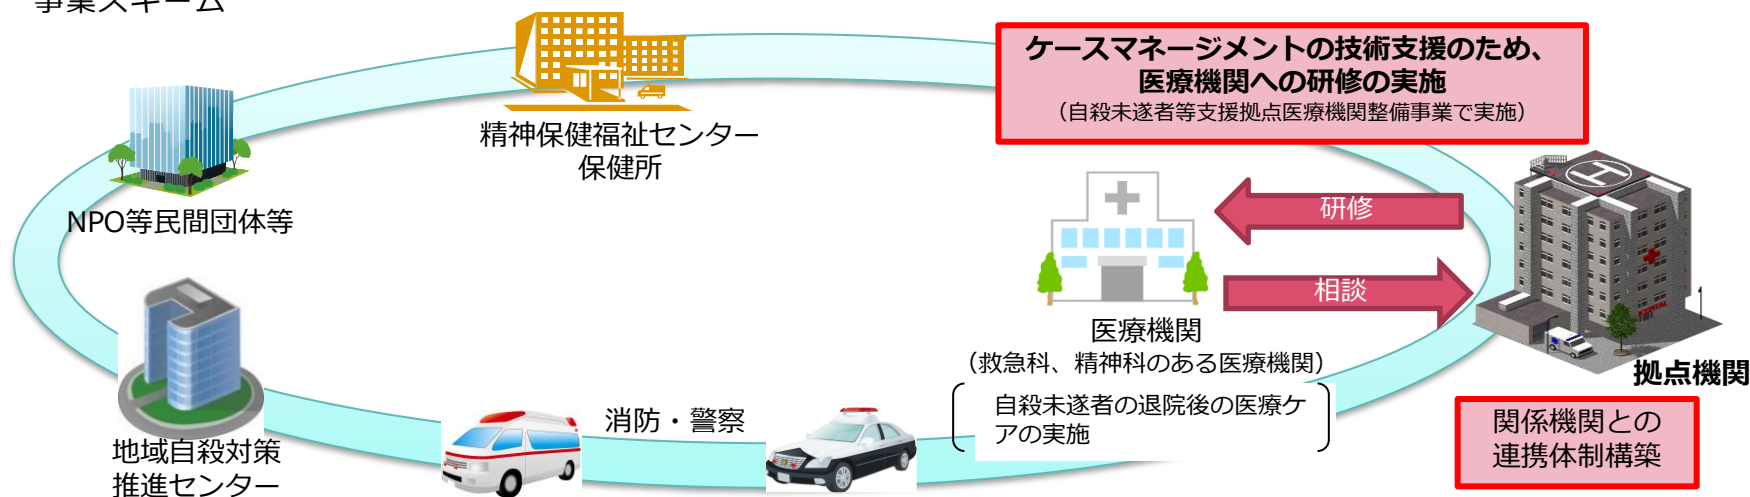 事業スキーム
ケースマネージメントの技術支援のため、
医療機関への研修の実施
（自殺未遂者等支援拠点医療機関整備事業で実施）
精神保健福祉センター
保健所
NPO等民間団体等
研修
相談
医療機関
（救急科、精神科のある医療機関）
自殺未遂者の退院後の医療ケ
アの実施
拠点機関
関係機関との
連携体制構築
消防・警察
地域自殺対策
推進センター